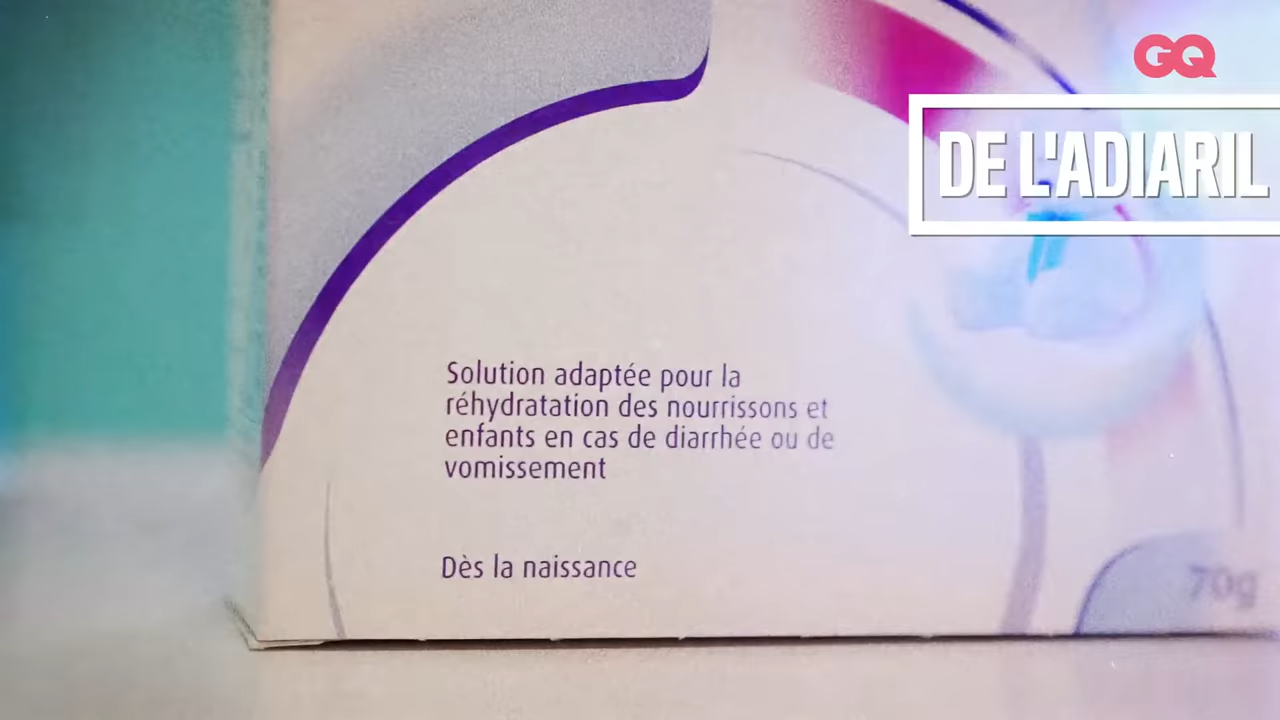 GQ
DE L'ADIARIL
Solution adaptée pour la
réhydratation des nourrissons et
enfants en cas de diarrhée ou de
vomissement
Dès la naissance
70g